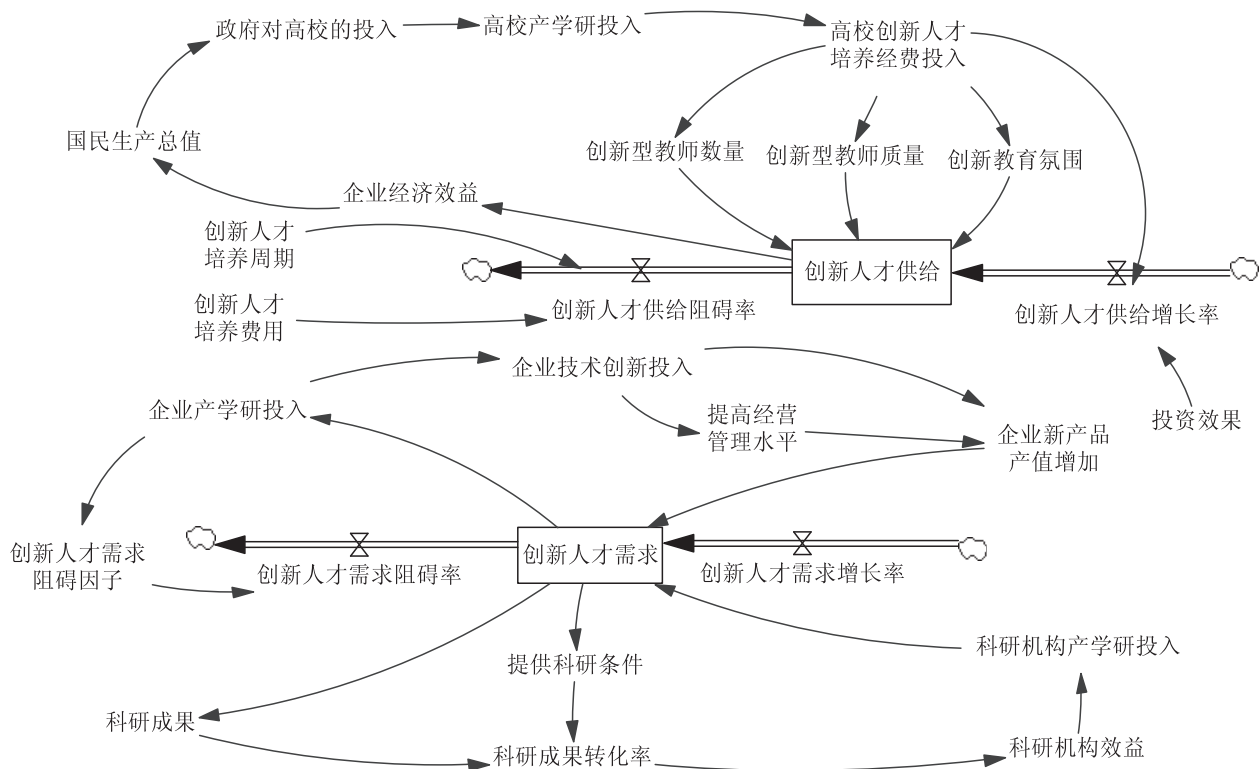 政府对高校的投入
高校产学研投入
高校创新人才
培养经费投入
国民生产总值
创新型教师数量
创新型教师质量
创新教育氛围
企业经济效益
创新人才
培养周期
创新人才供给
创新人才
培养费用
创新人才供给阻碍率
创新人才供给增长率
企业技术创新投入
企业产学研投入
提高经营
管理水平
投资效果
企业新产品
产值增加
创新人才需求
阻碍因子
创新人才需求阻碍率
创新人才需求
创新人才需求增长率
提供科研条件
科研机构产学研投入
科研成果
科研成果转化率
科研机构效益